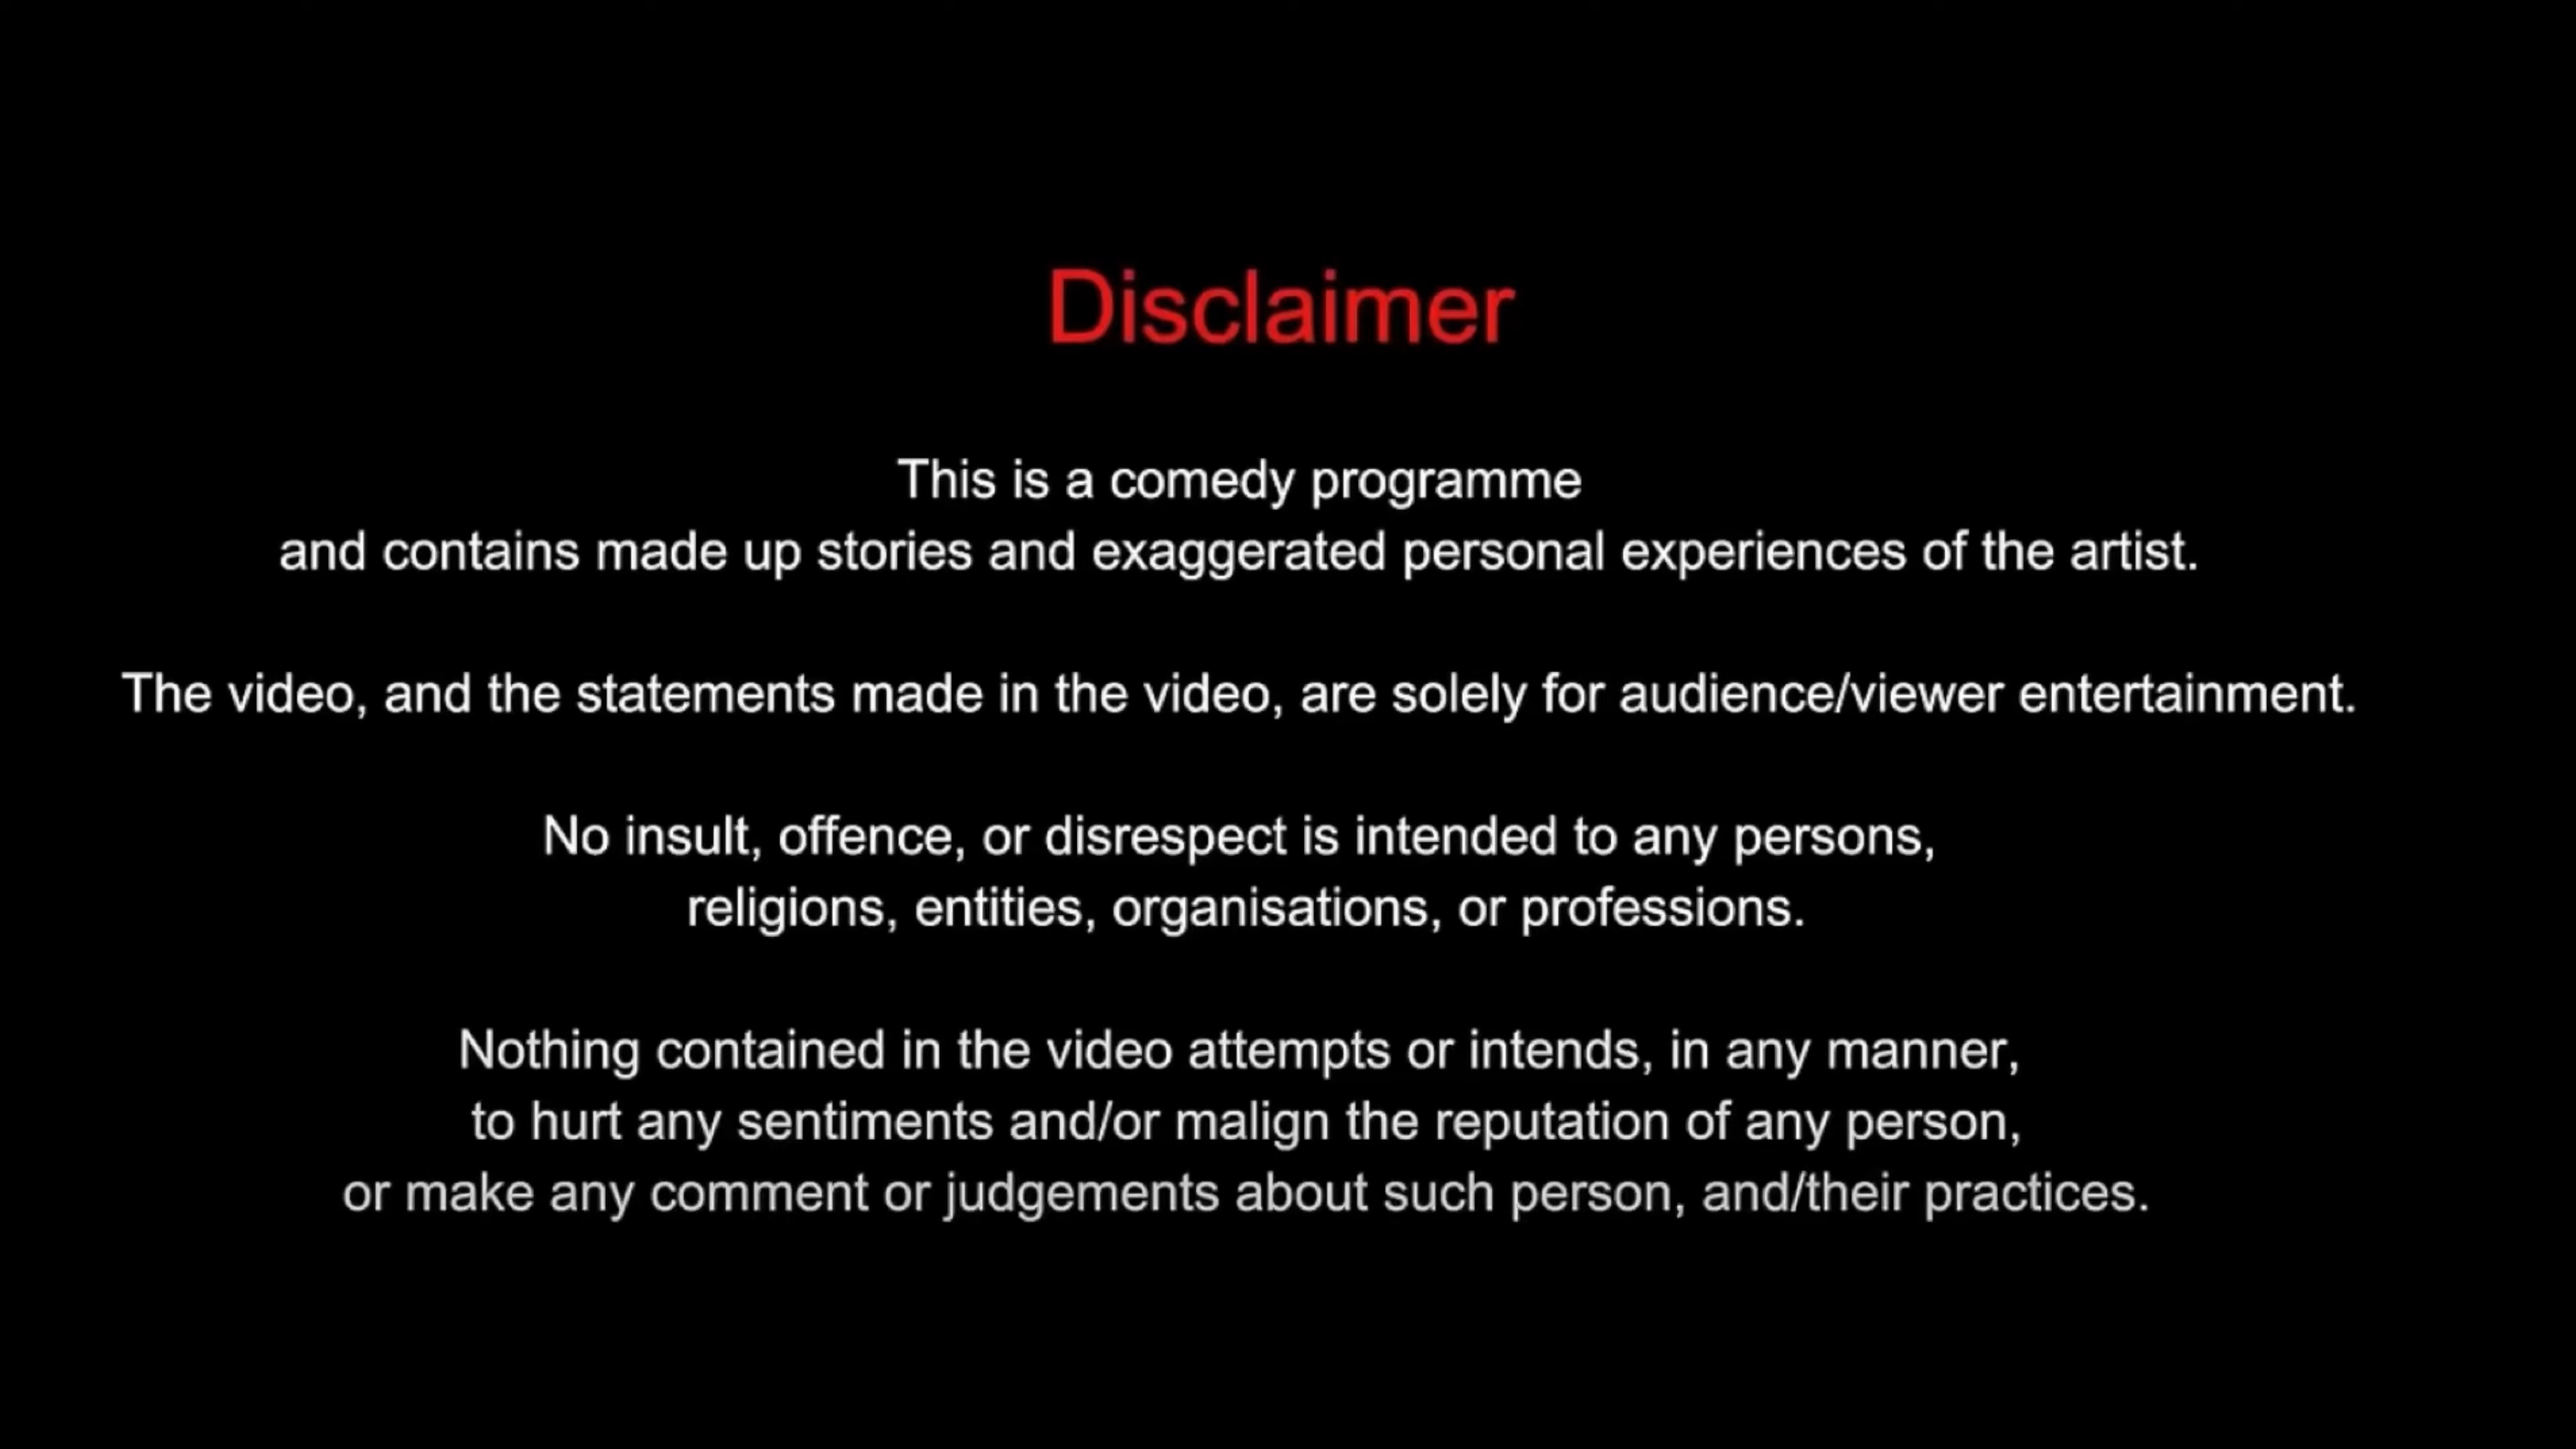 Disclaimer
This is a comedy programme
and contains made up stories and exaggerated personal experiences of the artist.
The video, and the statements made in the video, are solely for audience/viewer entertainment.
No insult, offence, or disrespect is intended to any persons,
religions, entities, organisations, or professions.
Nothing contained in the video attempts or intends, in any manner,
to hurt any sentiments and/or malign the reputation of any person,
or make any comment or judgements about such person, and/their practices.